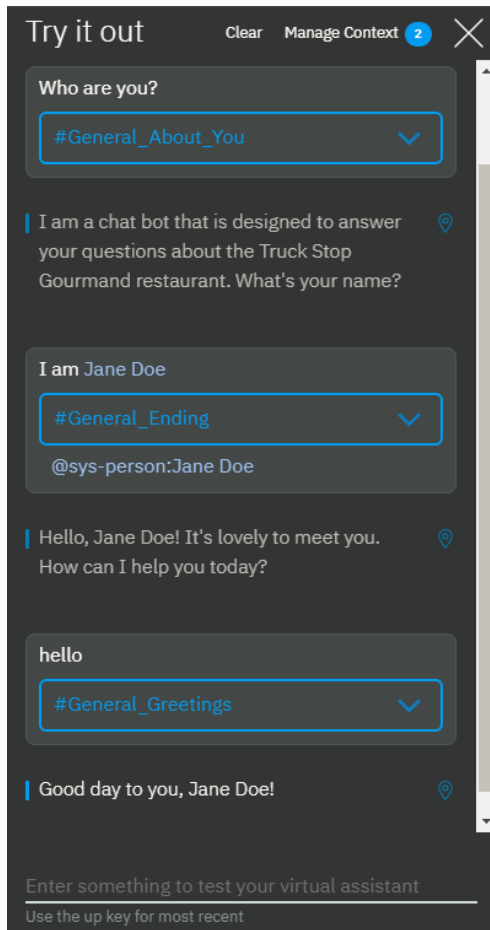 Try it out Clear Manage Context 2
Who are you?
#General_About_You
I am a chat bot that is designed to answer
your questions about the Truck Stop
Gourmand restaurant. What's your name?
I am Jane Doe
#General_Ending
@sys-person:Jane Doe
Hello, Jane Doe! It's lovely to meet you.
How can I help you today?
hello
#General_Greetings
Good day to you, Jane Doe!
Enter something to test your virtual assistant
Use the up key for most recent